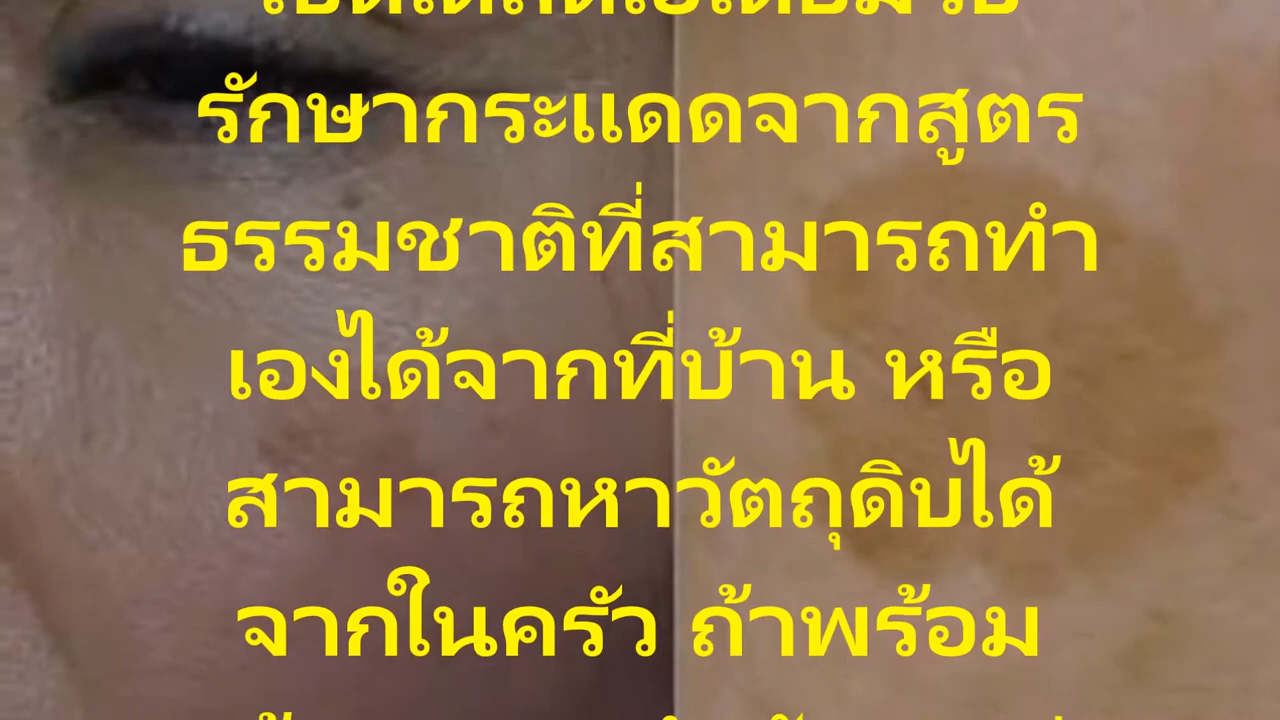 รักษากระแดดจากสูตร
ธรรมชาติที่สามารถทำ
เองได้จากที่บ้าน หรือ
สามารถหาวัตถุดิบได้
จากในครัว ถ้าพร้อม